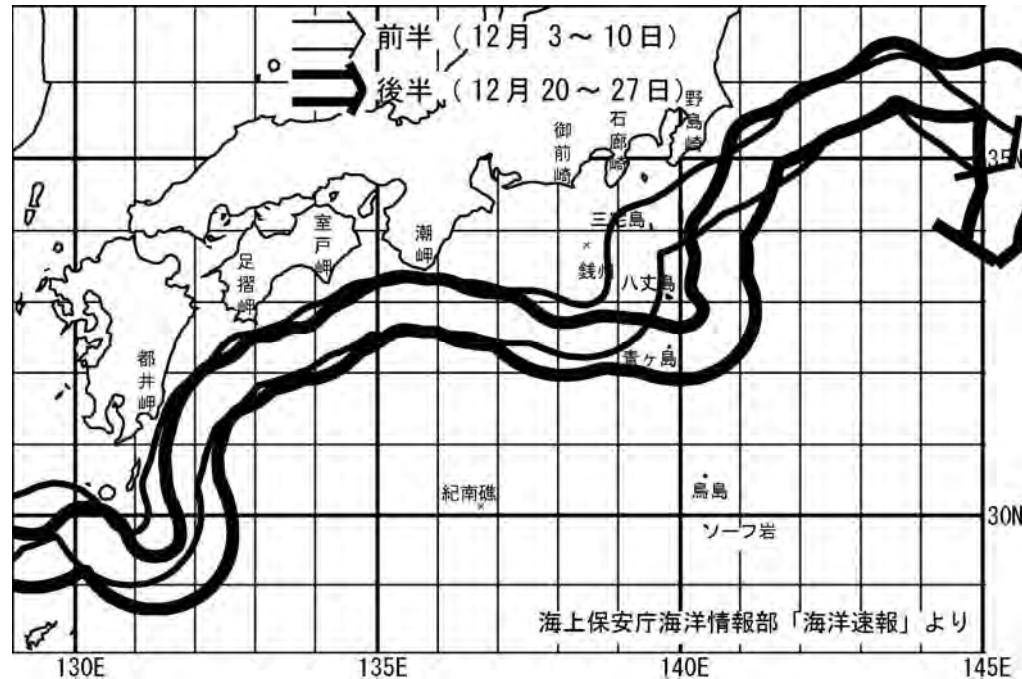 前半（12月 3～10日）
後半（12月 20～27日）
野島崎
石廊崎
御前崎
35N
室戸岬
潮岬
三宅島
足摺岬
銭州
八丈島
青ヶ島
都井岬
紀南礁
鳥島
30N
ソーフ岩
海上保安庁海洋情報部「海洋速報」より
130E 135E 140E 145E